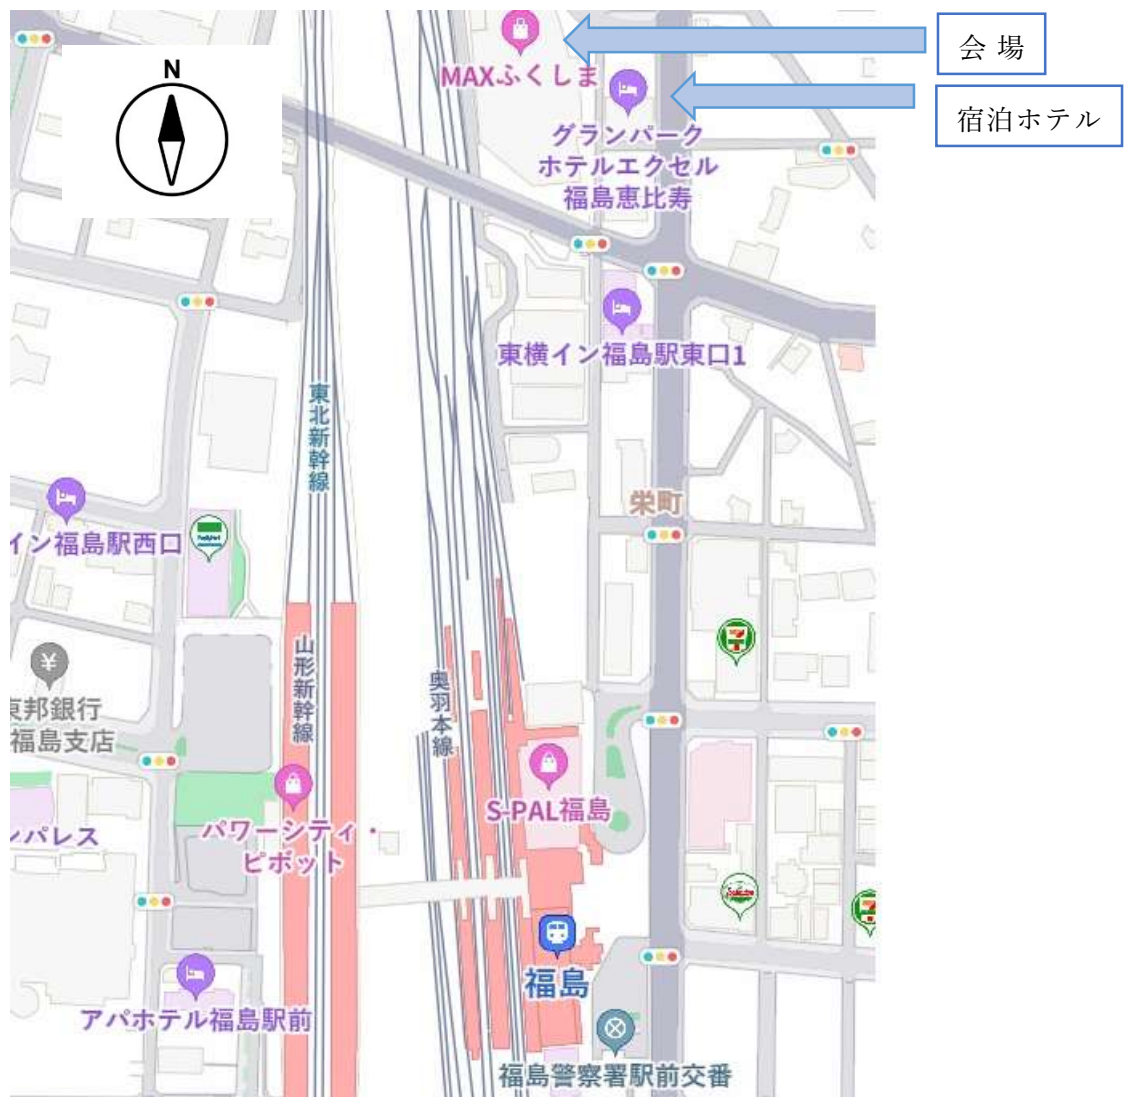 会場
MAXふくしま
N
宿泊ホテル
グランパーク
ホテルエクセル
福島恵比寿
東横イン福島駅東口1
東北新幹線
栄町
イン福島駅西口
FamilyMart
山形新幹線
奥羽本線
東邦銀行
福島支店
S-PAL福島
パワーシティ・
ピボット
ンパレス
福島
アパホテル福島駅前
福島警察署駅前交番